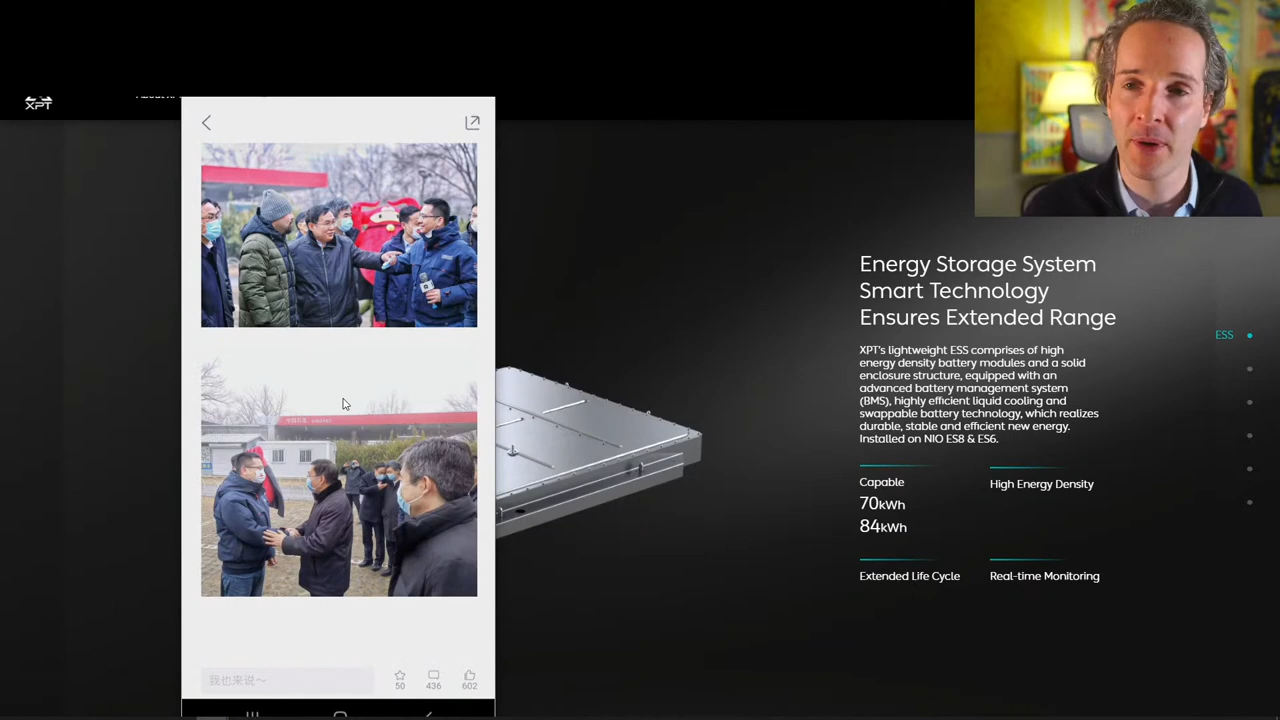 XPT
Energy Storage System
Smart Technology
Ensures Extended Range
ESS
XPT's lightweight ESS comprises of high
energy density battery modules and a solid
enclosure structure, equipped with an
advanced battery management system
(BMS), highly efficient liquid cooling and
swappable battery technology, which realizes
durable, stable and efficient new energy.
Installed on NIO ES8 & ES6.
Capable
70kWh
84kWh
High Energy Density
Extended Life Cycle
Real-time Monitoring
我也来说~
50
436
602